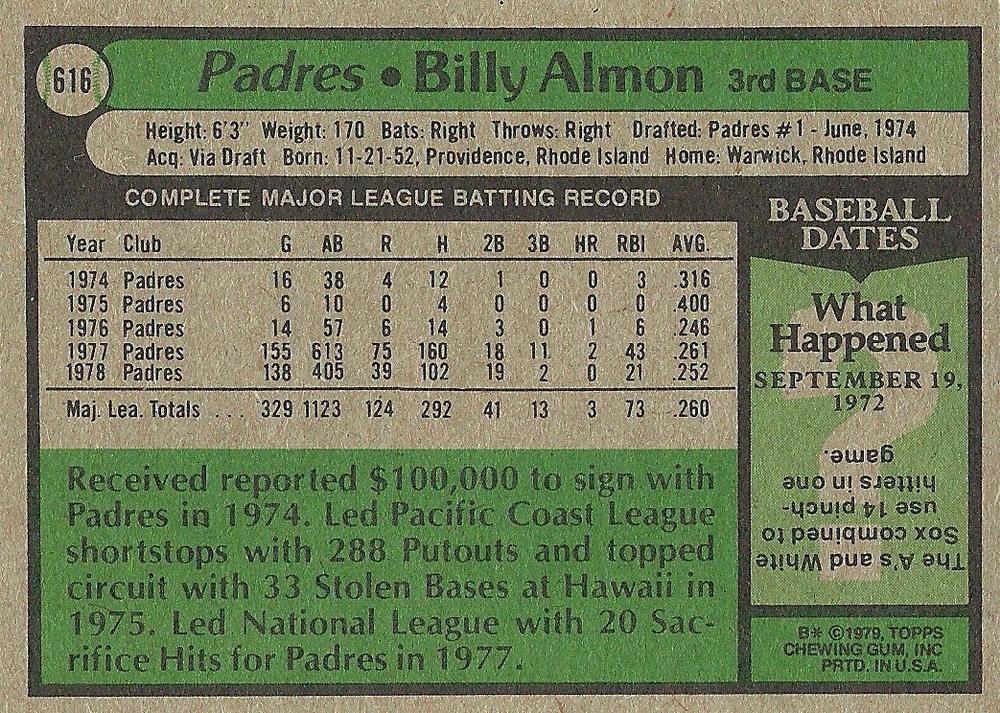 616
Padres • Billy Almon 3rd BASE
Height: 6'3" Weight: 170 Bats: Right Throws: Right Drafted: Padres #1 - June, 1974
Acq: Via Draft Born: 11-21-52, Providence, Rhode Island Home: Warwick, Rhode Island
COMPLETE MAJOR LEAGUE BATTING RECORD
Year Club G AB R H 2B 3B HR RBI AVG.
1974 Padres 16 38 4 12 1 0 0 3 .316
1975 Padres 6 10 0 4 0 0 0 0 .400
1976 Padres 14 57 6 14 3 0 1 6 .246
1977 Padres 155 613 75 160 18 11 2 43 .261
1978 Padres 138 405 39 102 19 2 0 21 .252
Maj. Lea. Totals ... 329 1123 124 292 41 13 3 73 .260
Received reported $100,000 to sign with
Padres in 1974. Led Pacific Coast League
shortstops with 288 Putouts and topped
circuit with 33 Stolen Bases at Hawaii in
1975. Led National League with 20 Sac-
rifice Hits for Padres in 1977.
BASEBALL
DATES
What
Happened
SEPTEMBER 19,
1972
The A's and White
Sox combined to
use 14 pinch-
hitters in one
game.
B* ©1979, TOPPS
CHEWING GUM, INC
PRTD. IN U.S.A.